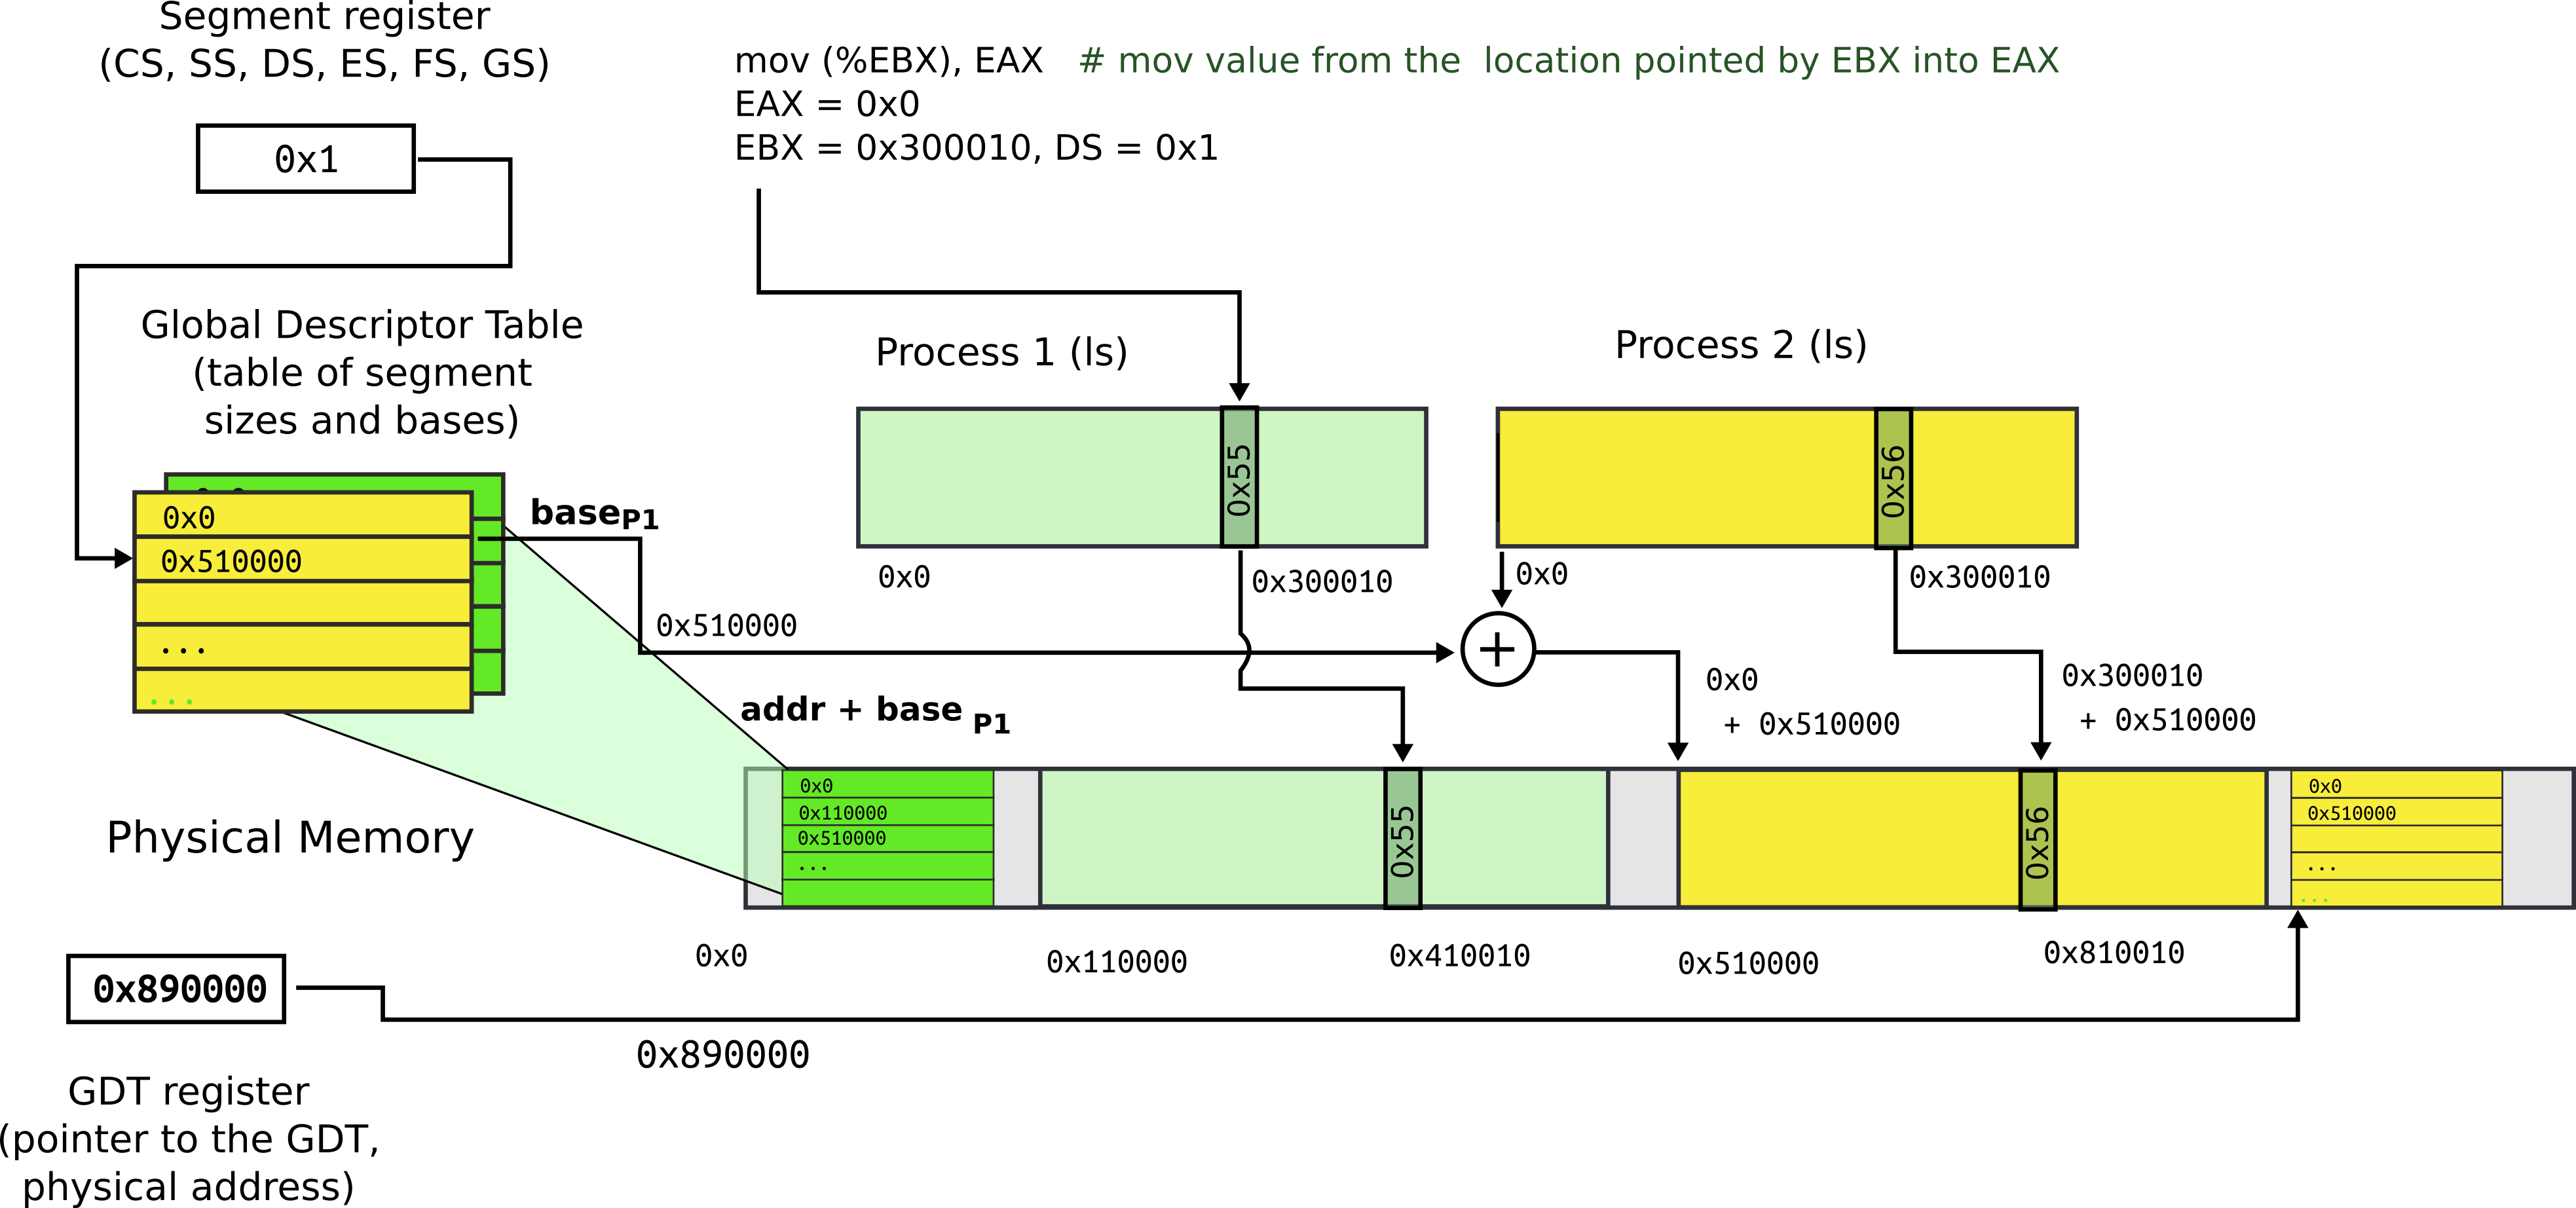 Segment register
(CS, SS, DS, ES, FS, GS)
0x1
mov (%EBX), EAX # mov value from the location pointed by EBX into EAX
EAX = 0x0
EBX = 0x300010, DS = 0x1
Global Descriptor Table
(table of segment
sizes and bases)
Process 1 (ls)
Process 2 (ls)
0x55
0x56
0x0
0x510000
...
...
baseP1
0x0
0x300010
0x0
0x300010
0x510000
0x0
+ 0x510000
0x300010
+ 0x510000
addr + base P1
Physical Memory
0x0
0x110000
0x510000
...
0x55
0x56
0x0
0x510000
...
...
0x0
0x110000
0x410010
0x510000
0x810010
0x890000
0x890000
GDT register
(pointer to the GDT,
physical address)